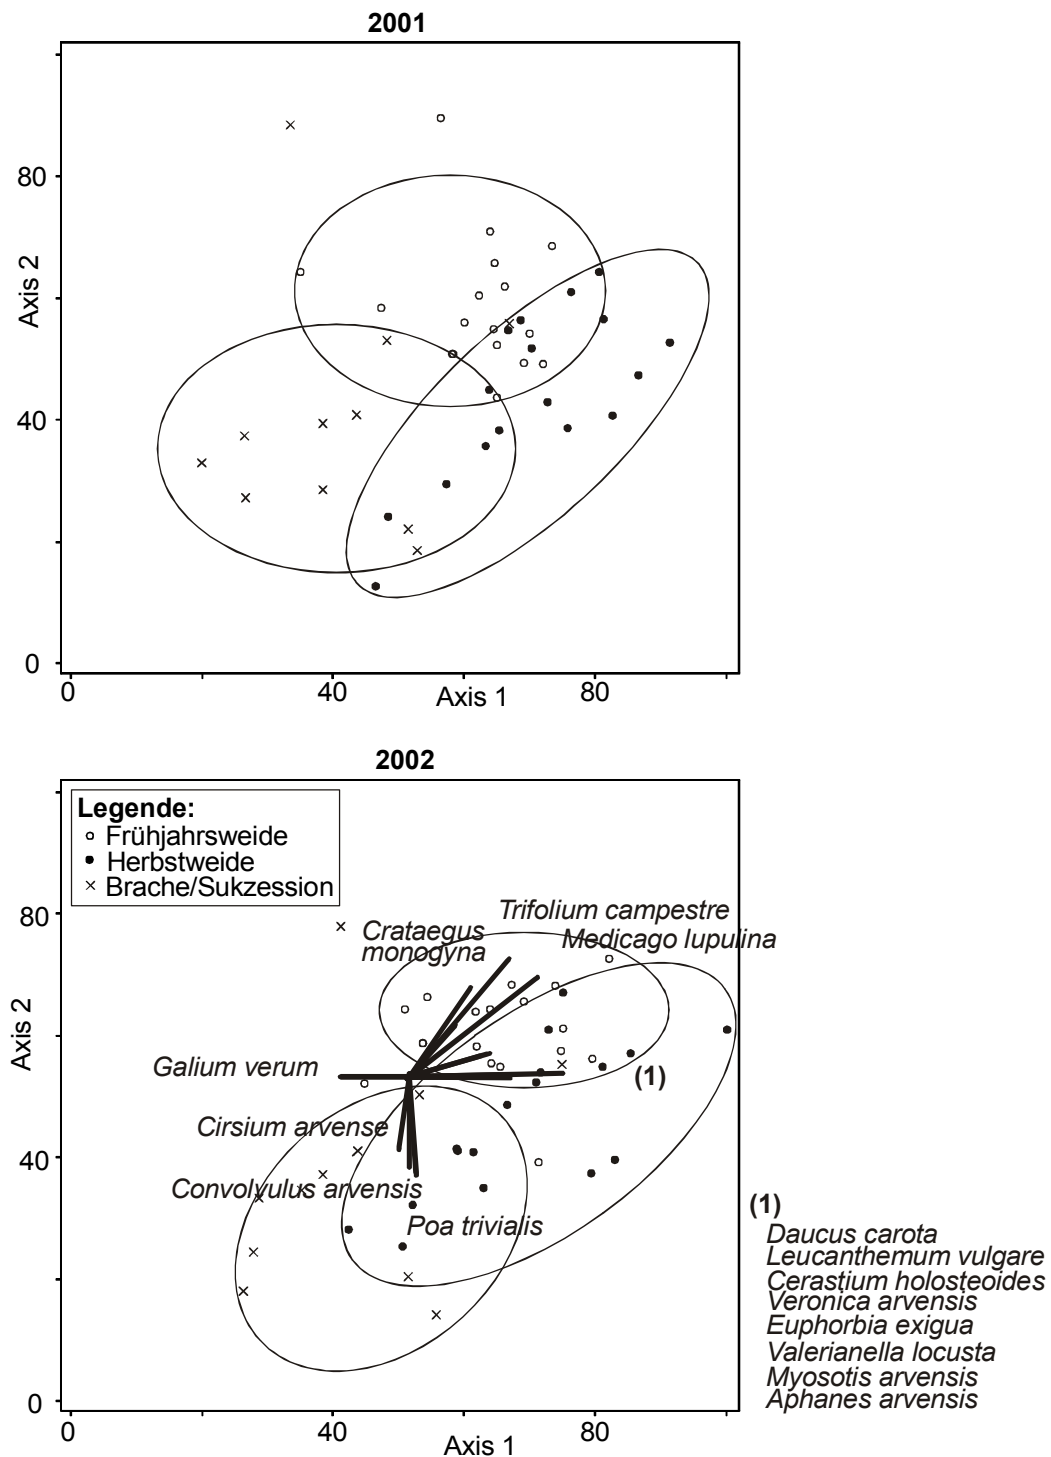 2001
80
40
0
Axis 2
0
40
80
Axis 1
2002
Legende:
Frühjahrsweide
Herbstweide
Brache/Sukzession
80
40
0
Axis 2
Trifolium campestre
Crataegus
monogyna
Medicago lupulina
Galium verum
(1)
Cirsium arvense
Convolvulus arvensis
Poa trivialis
0
40
80
Axis 1
(1)
Daucus carota
Leucanthemum vulgare
Cerastium holosteoides
Veronica arvensis
Euphorbia exigua
Valerianella locusta
Myosotis arvensis
Aphanes arvensis